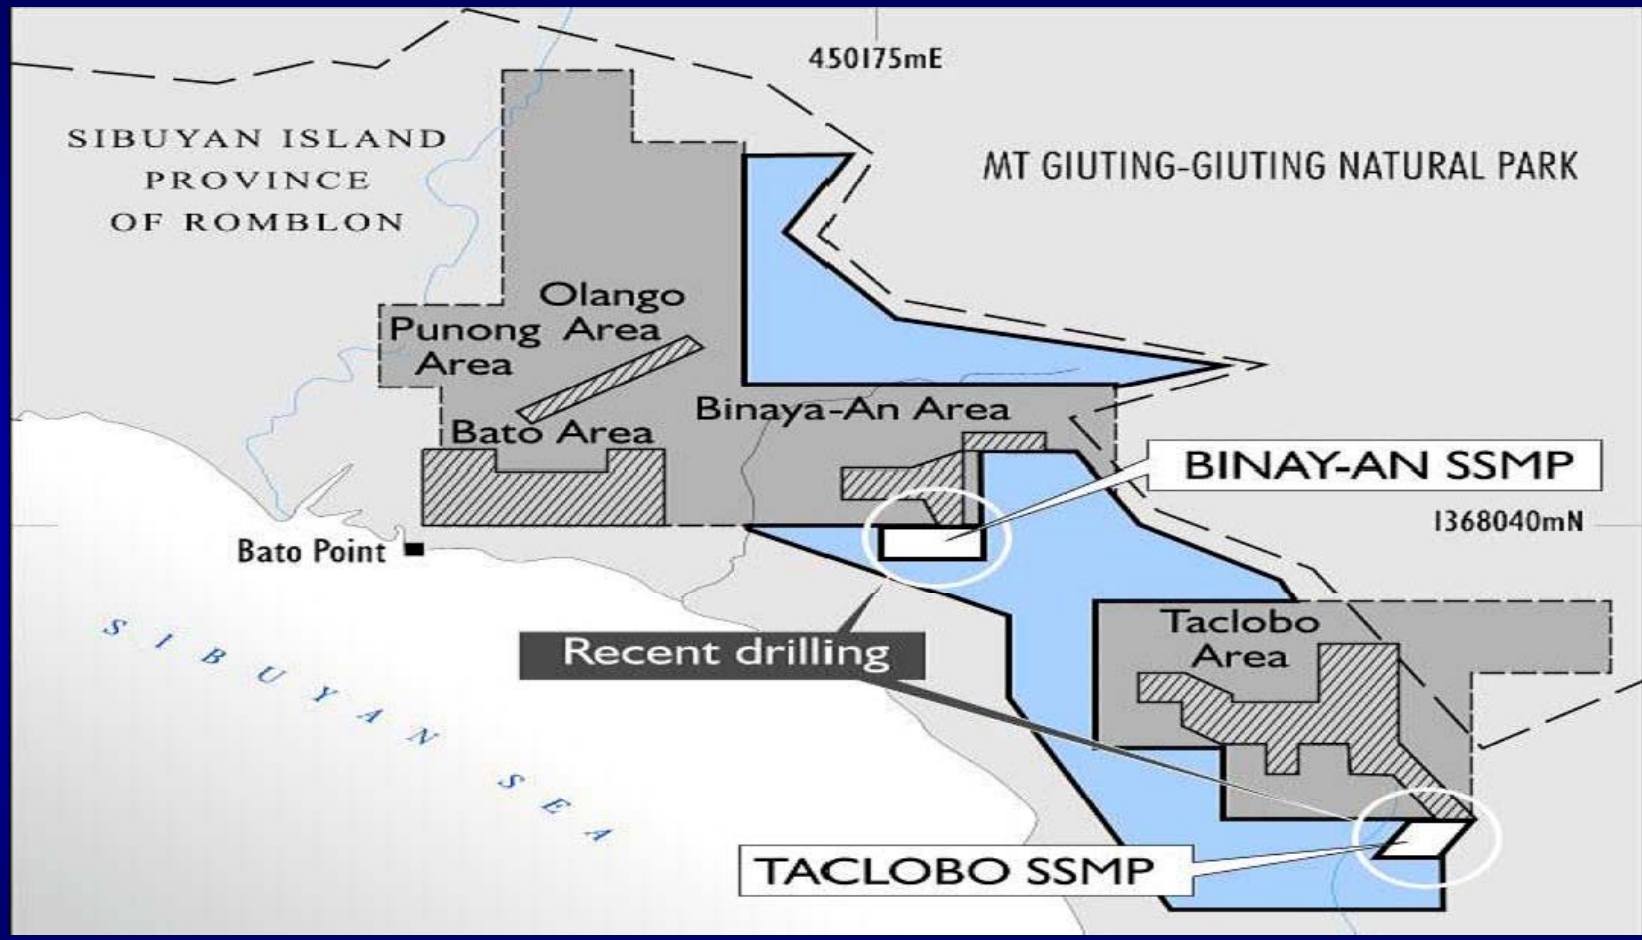 450175mE
SIBUYAN ISLAND
PROVINCE
OF ROMBLON
MT GIUTING-GIUTING NATURAL PARK
Olango
Area
Punong
Area
Binaya-An Area
Bato Area
BINAY-AN SSMP
1368040mN
Bato Point
Taclobo
Area
Recent drilling
SIBUYAN SEA
TACLOBO SSMP